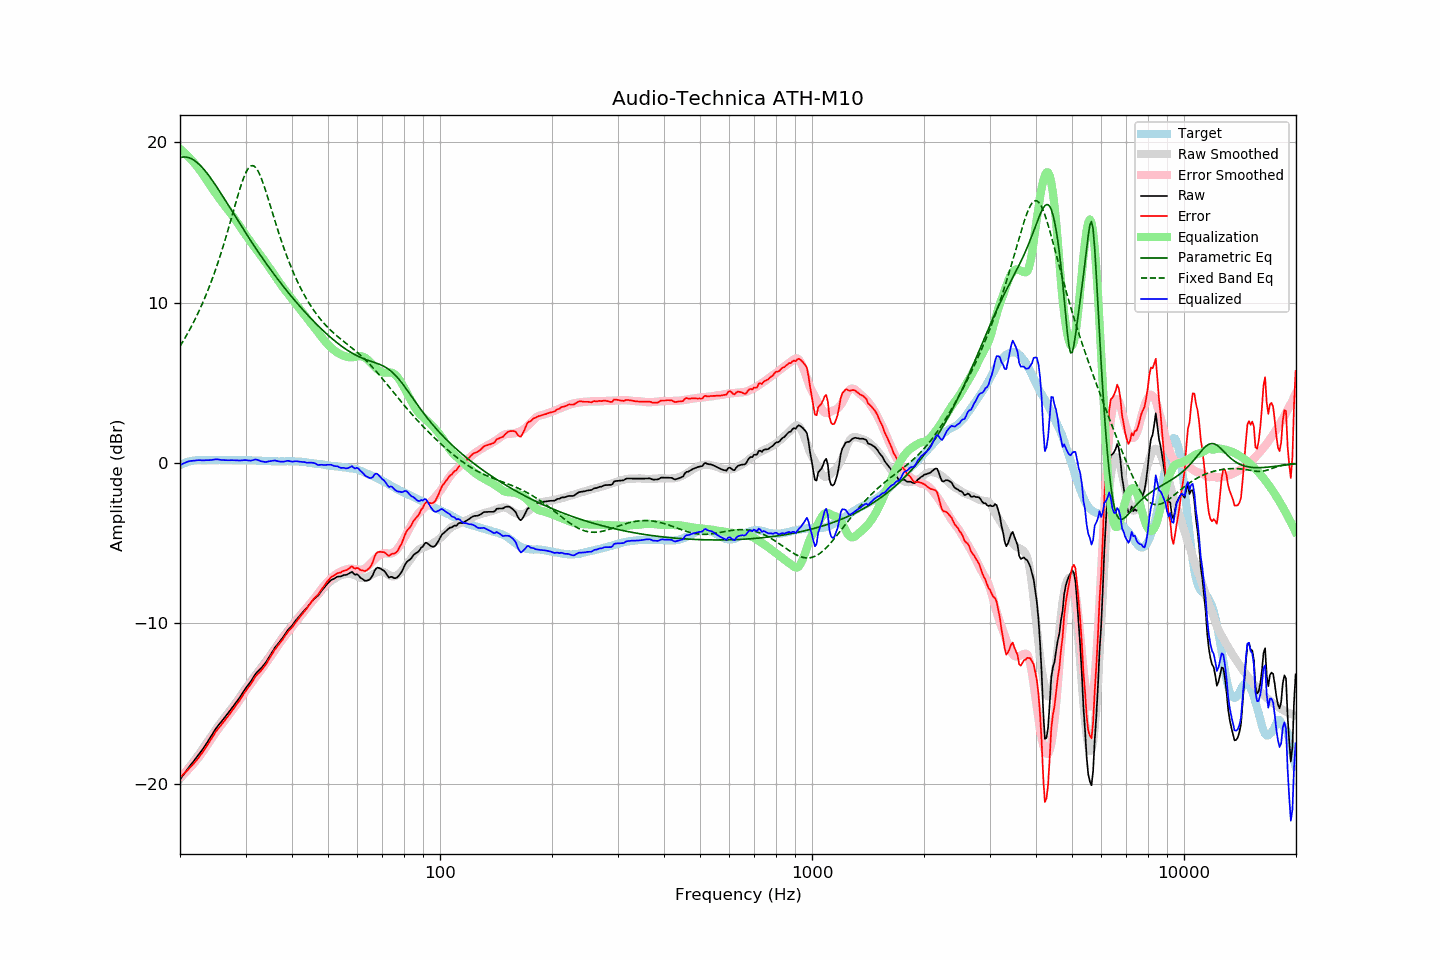 Audio-Technica ATH-M10
Target
Raw Smoothed
Error Smoothed
Raw
Error
Equalization
Parametric Eq
Fixed Band Eq
Equalized
Amplitude (dBr)
20
10
0
−10
−20
100
1000
10000
Frequency (Hz)